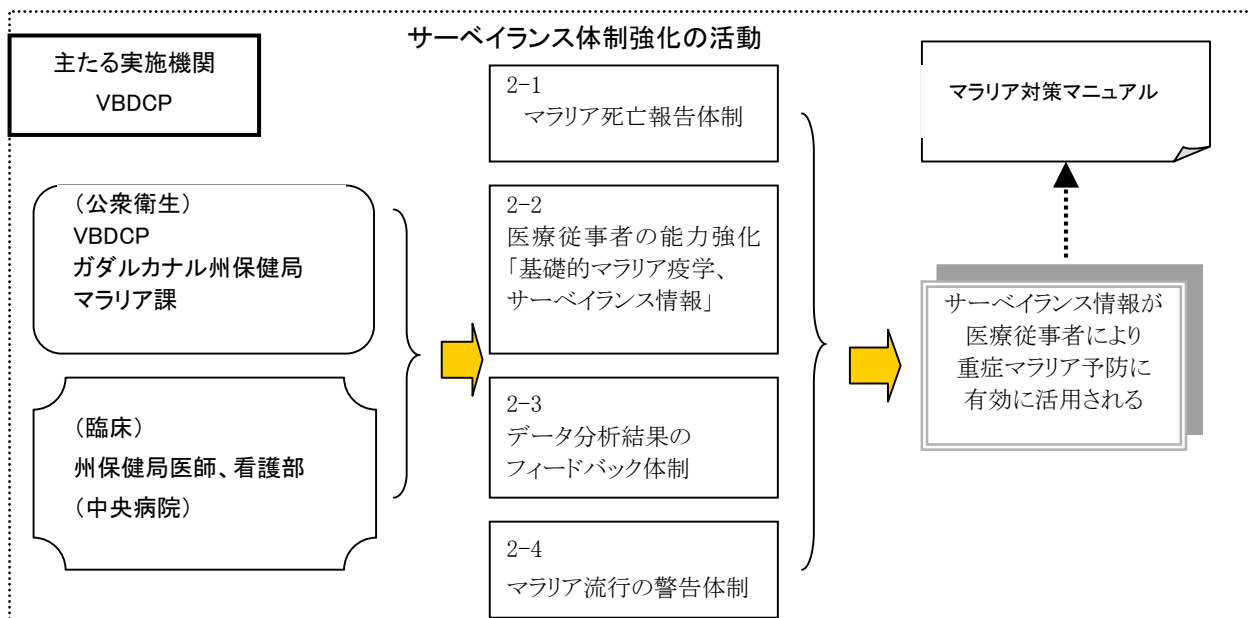 サーベイランス体制強化の活動
主たる実施機関
VBDCP
（公衆衛生）
VBDCP
ガダルカナル州保健局
マラリア課
（臨床）
州保健局医師、看護部
（中央病院）
2-1
マラリア死亡報告体制
2-2
医療従事者の能力強化
「基礎的マラリア疫学、
サーベイランス情報」
2-3
データ分析結果の
フィードバック体制
2-4
マラリア流行の警告体制
マラリア対策マニュアル
サーベイランス情報が
医療従事者により
重症マラリア予防に
有効に活用される